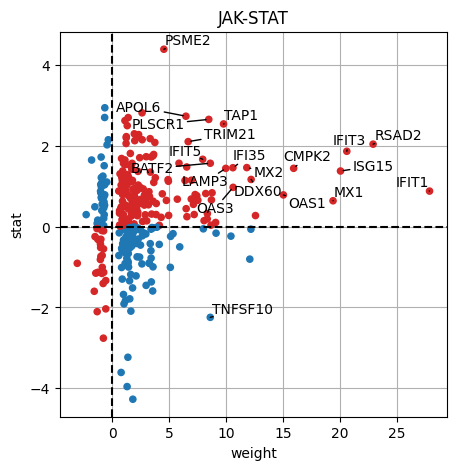 JAK-STAT
PSME2
APOL6
TAP1
PLSCR1
TRIM21
RSAD2
IFIT3
IFIT5
IFI35
CMPK2
BATF2
MX2
ISG15
LAMP3
DDX60
IFIT1
MX1
OAS3
OAS1
TNFSF10
4
2
0
−2
−4
stat
0
5
10
15
20
25
weight